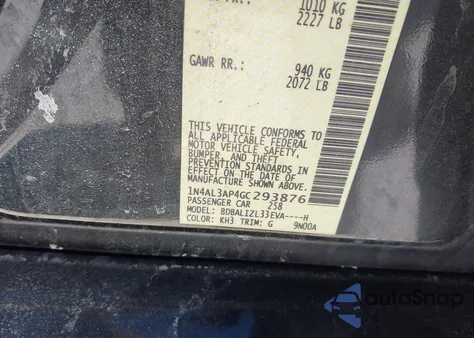 1010 KG
2227 LB
GAWR RR.: 940 KG
2072 LB
THIS VEHICLE CONFORMS TO
ALL APPLICABLE FEDERAL
MOTOR VEHICLE SAFETY,
BUMPER, AND THEFT
PREVENTION STANDARDS IN
EFFECT ON THE DATE OF
MANUFACTURE SHOWN ABOVE.
1N4AL3AP4GC293876
PASSENGER CAR 258
MODEL: BDBALIZL33EVA----H
COLOR: KH3 TRIM: G 9N00A
autoSnap